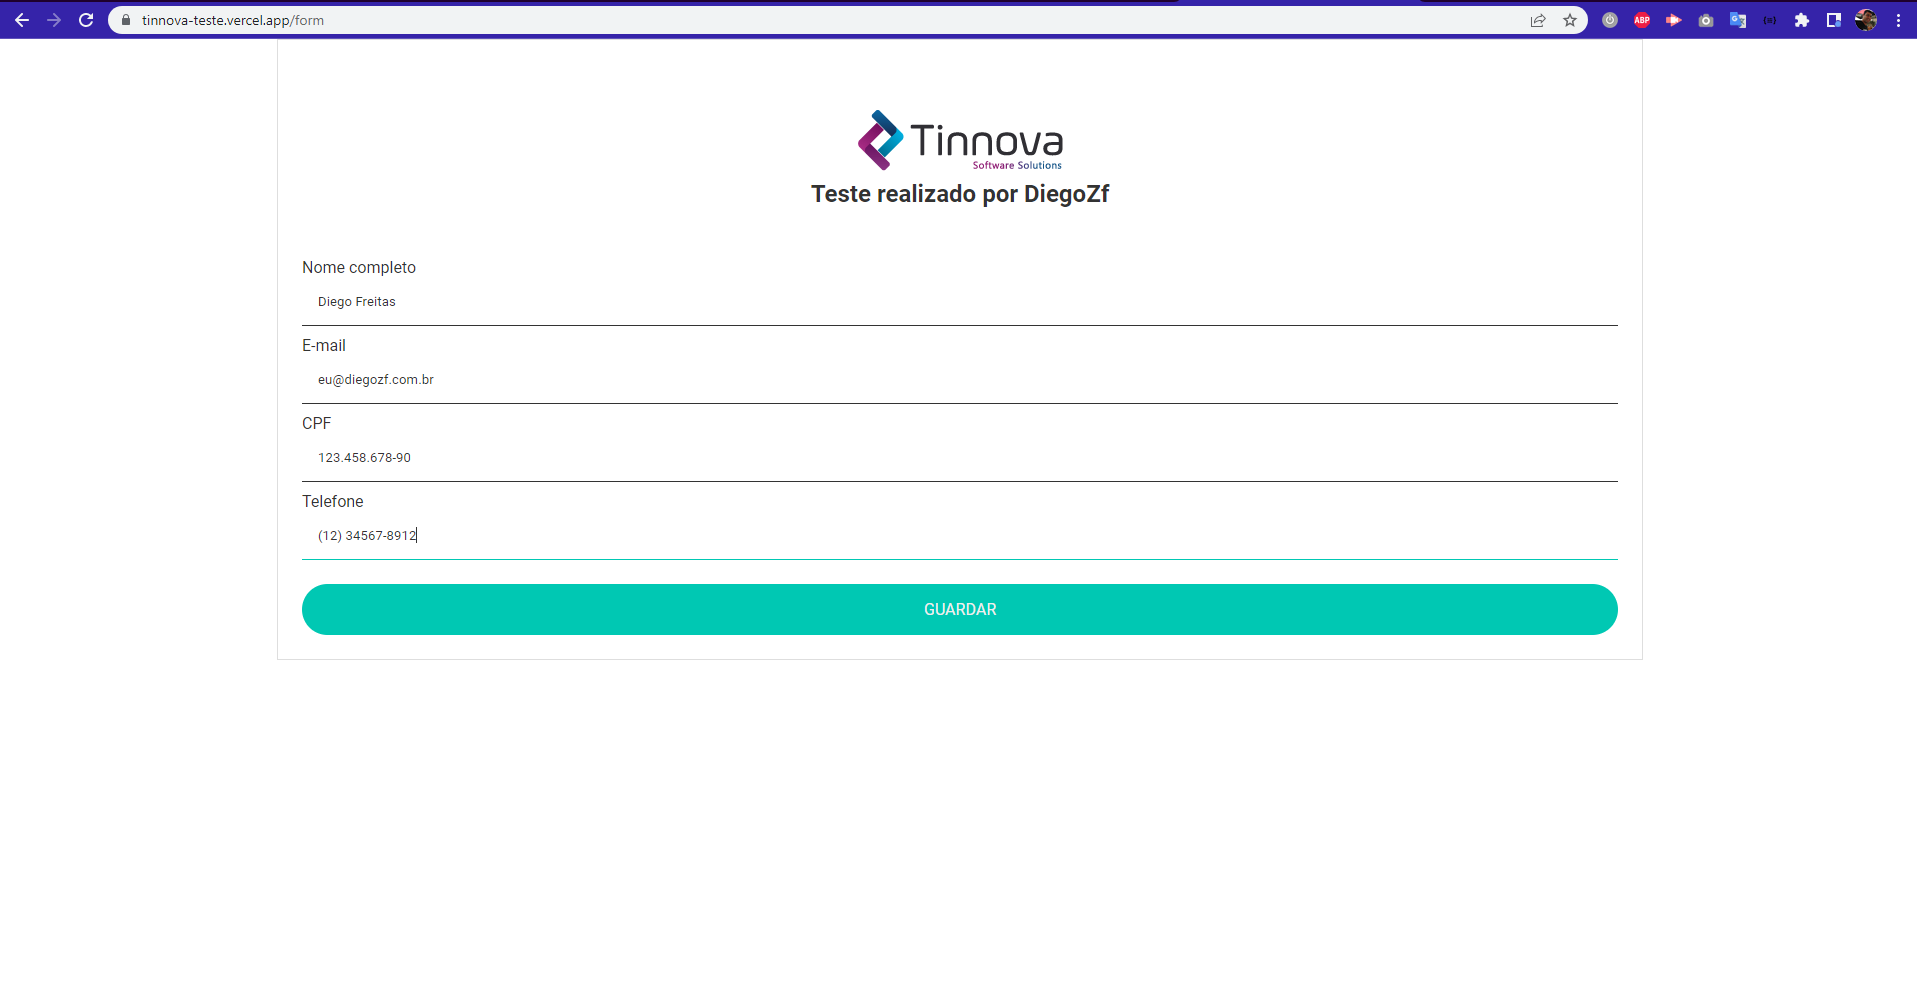 tinnova-teste.vercel.app/form
ABP
Tinnova
Software Solutions
Teste realizado por DiegoZf
Nome completo
Diego Freitas
E-mail
eu@diegozf.com.br
CPF
123.458.678-90
Telefone
(12) 34567-8912
GUARDAR